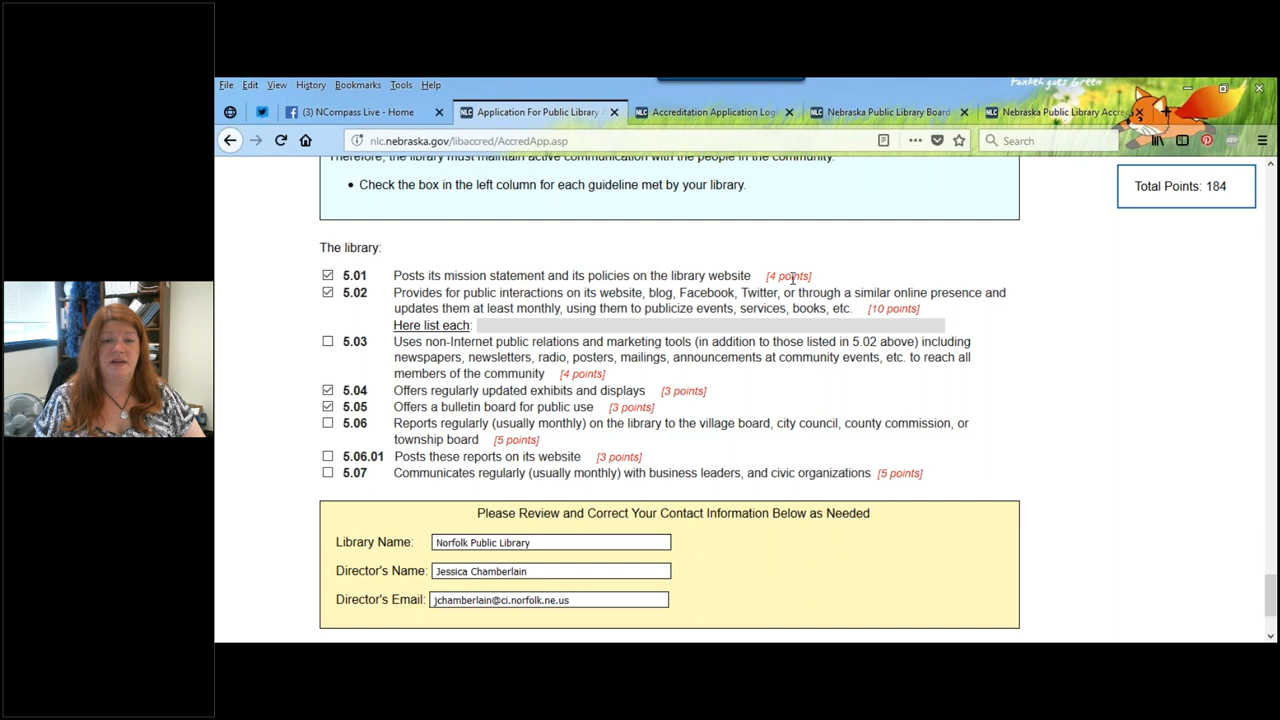 foxkeh goes Green
File Edit View History Bookmarks Tools Help
(3) NCompass Live - Home
Application For Public Library
Accreditation Application Log
Nebraska Public Library Board
Nebraska Public Library Accre
nlc.nebraska.gov/libaccred/AccredApp.asp
Search
Therefore, the library must maintain active communication with the people in the community.
• Check the box in the left column for each guideline met by your library.
Total Points: 184
The library:
5.01 Posts its mission statement and its policies on the library website [4 points]
5.02 Provides for public interactions on its website, blog, Facebook, Twitter, or through a similar online presence and
updates them at least monthly, using them to publicize events, services, books, etc. [10 points]
Here list each:
5.03 Uses non-Internet public relations and marketing tools (in addition to those listed in 5.02 above) including
newspapers, newsletters, radio, posters, mailings, announcements at community events, etc. to reach all
members of the community [4 points]
5.04 Offers regularly updated exhibits and displays [3 points]
5.05 Offers a bulletin board for public use [3 points]
5.06 Reports regularly (usually monthly) on the library to the village board, city council, county commission, or
township board [5 points]
5.06.01 Posts these reports on its website [3 points]
5.07 Communicates regularly (usually monthly) with business leaders, and civic organizations [5 points]
Please Review and Correct Your Contact Information Below as Needed
Library Name: Norfolk Public Library
Director's Name: Jessica Chamberlain
Director's Email: jchamberlain@ci.norfolk.ne.us